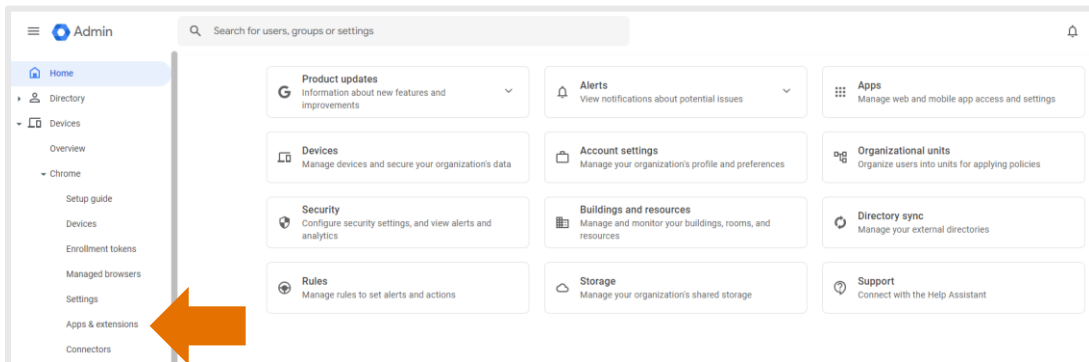 Admin
Search for users, groups or settings
Home
Directory
Devices
Overview
Chrome
Setup guide
Devices
Enrollment tokens
Managed browsers
Settings
Apps & extensions
Connectors
Product updates
Information about new features and
improvements
Alerts
View notifications about potential issues
Apps
Manage web and mobile app access and settings
Devices
Manage devices and secure your organization's data
Account settings
Manage your organization's profile and preferences
Organizational units
Organize users into units for applying policies
Security
Configure security settings, and view alerts and
analytics
Buildings and resources
Manage and monitor your buildings, rooms, and
resources
Directory sync
Manage your external directories
Rules
Manage rules to set alerts and actions
Storage
Manage your organization's shared storage
Support
Connect with the Help Assistant